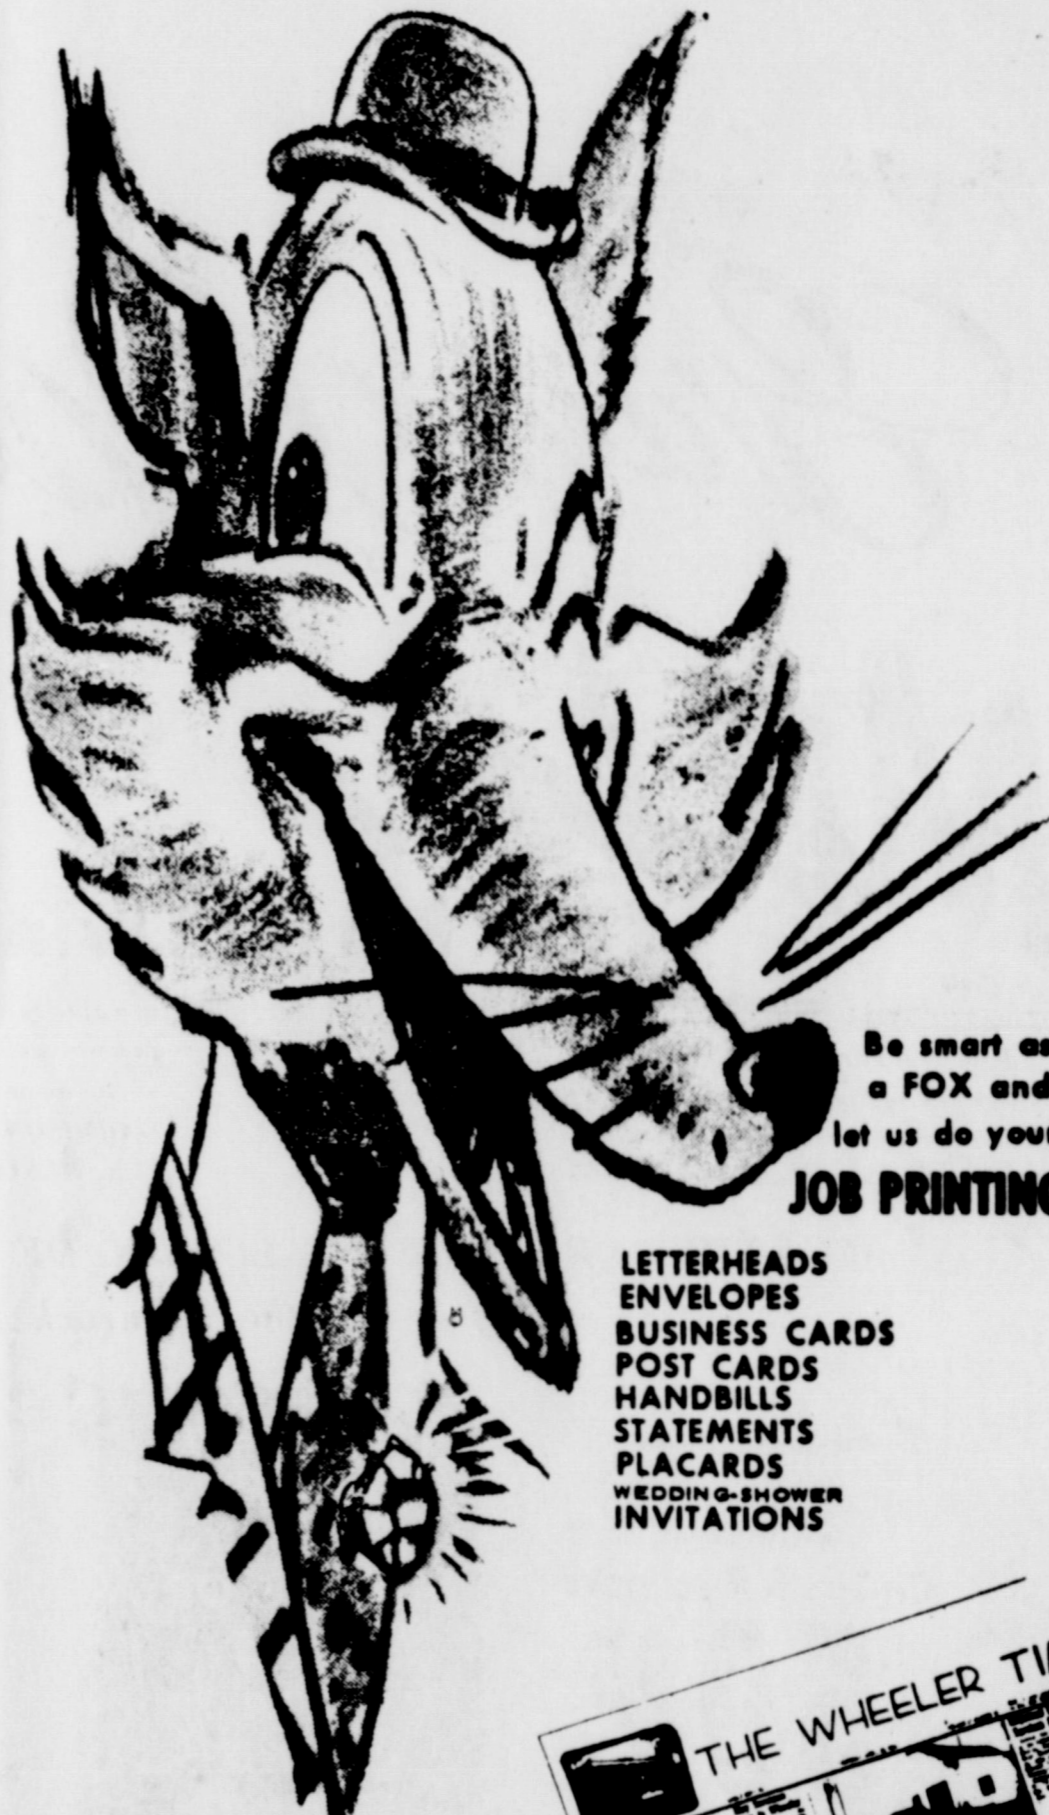 Be smart as
a FOX and
let us do your
JOB PRINTING
LETTERHEADS
ENVELOPES
BUSINESS CARDS
POST CARDS
HANDBILLS
STATEMENTS
PLACARDS
WEDDING-SHOWER
INVITATIONS
THE WHEELER TI